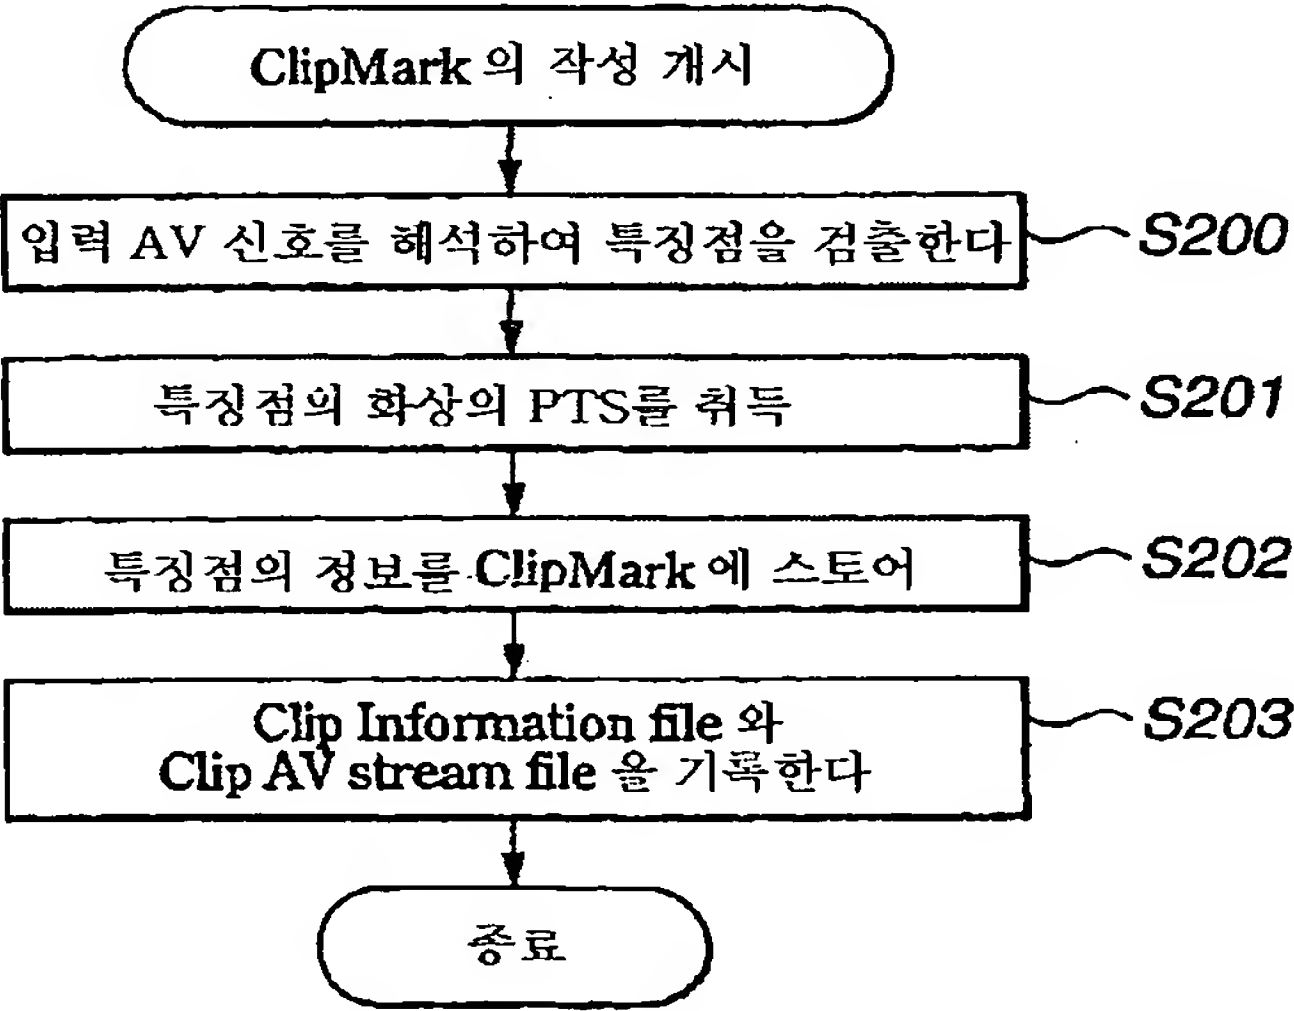 ClipMark 의 작성 개시
입력 AV 신호를 해석하여 특징점을 검출한다
S200
특징점의 화상의 PTS를 취득
S201
특징점의 정보를 ClipMark 에 스토어
S202
Clip Information file 와
Clip AV stream file 을 기록한다
S203
종료